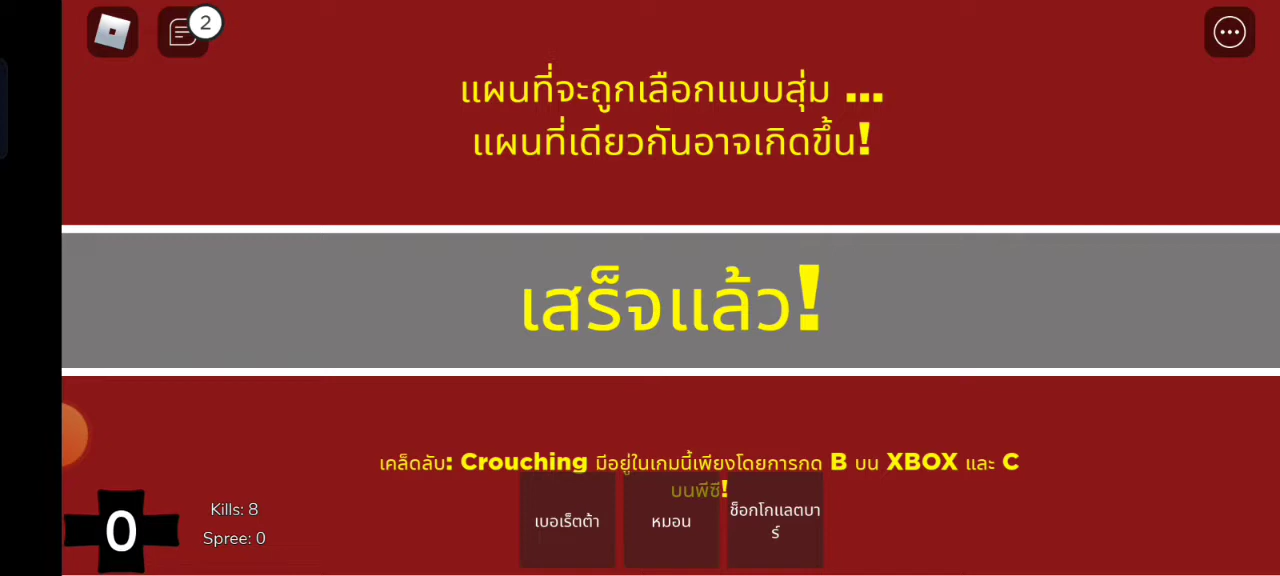 2
แผนที่จะถูกเลือกแบบสุ่ม ...
แผนที่เดียวกันอาจเกิดขึ้น!
เสร็จแล้ว!
เคล็ดลับ: Crouching มีอยู่ในเกมนี้เพียงโดยการกด B บน XBOX และ C
บนพีซี!
0
Kills: 8
Spree: 0
เบอเร็ตต้า
หมอน
ช็อกโกแลตบา
ร์